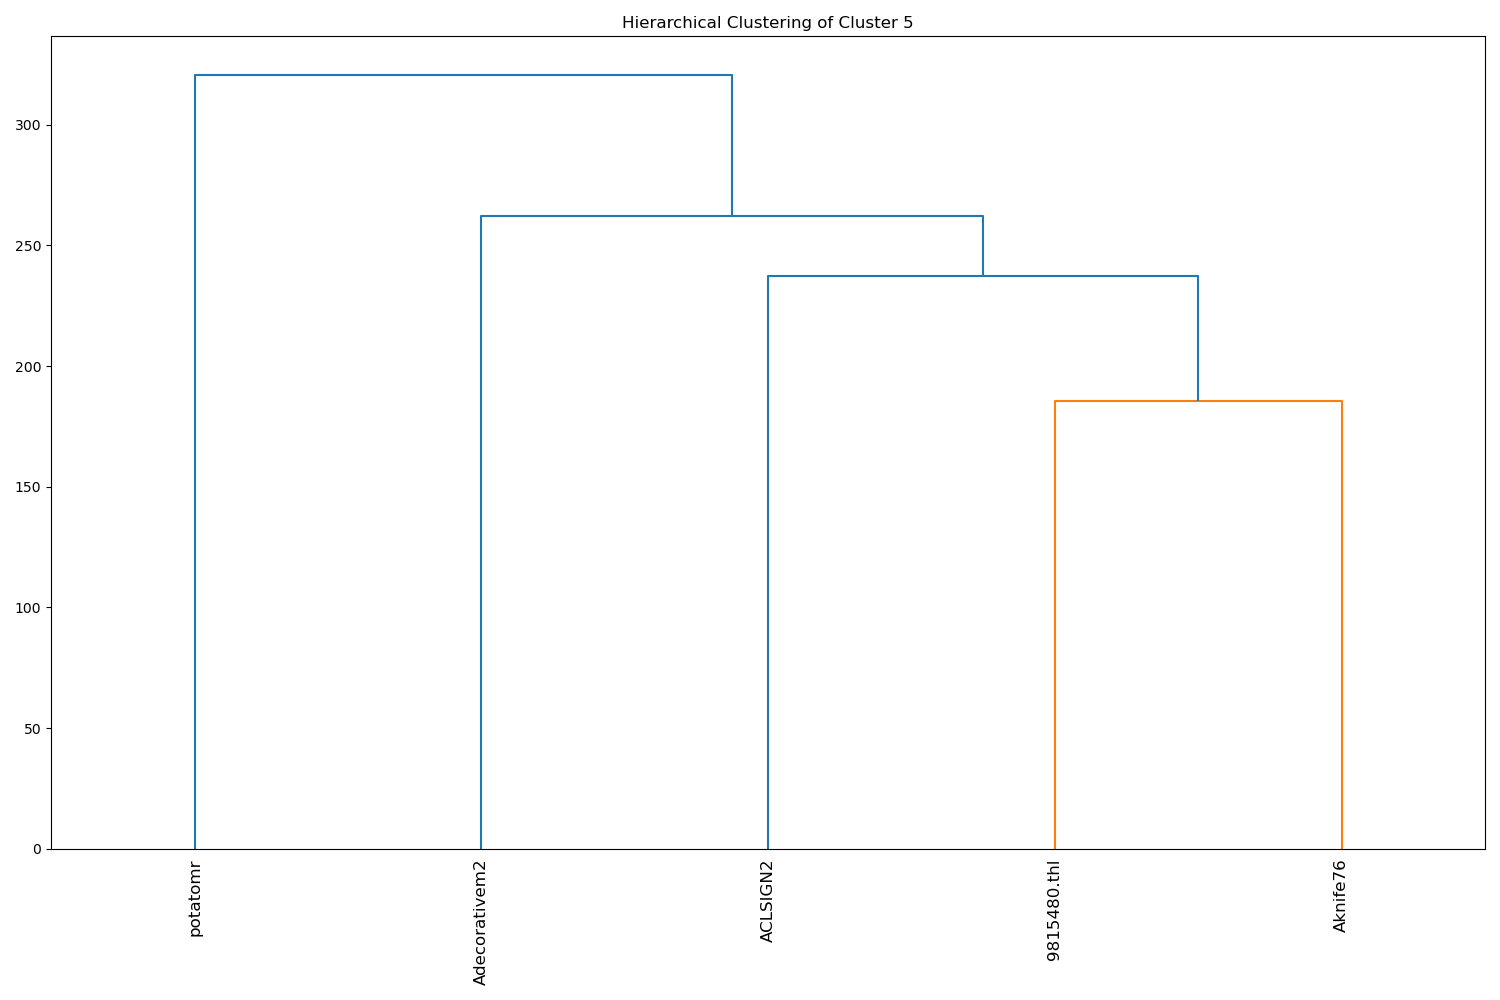 Hierarchical Clustering of Cluster 5
300
250
200
150
100
50
0
potatomr
Adecorativem2
ACLSIGN2
9815480.thl
Aknife76